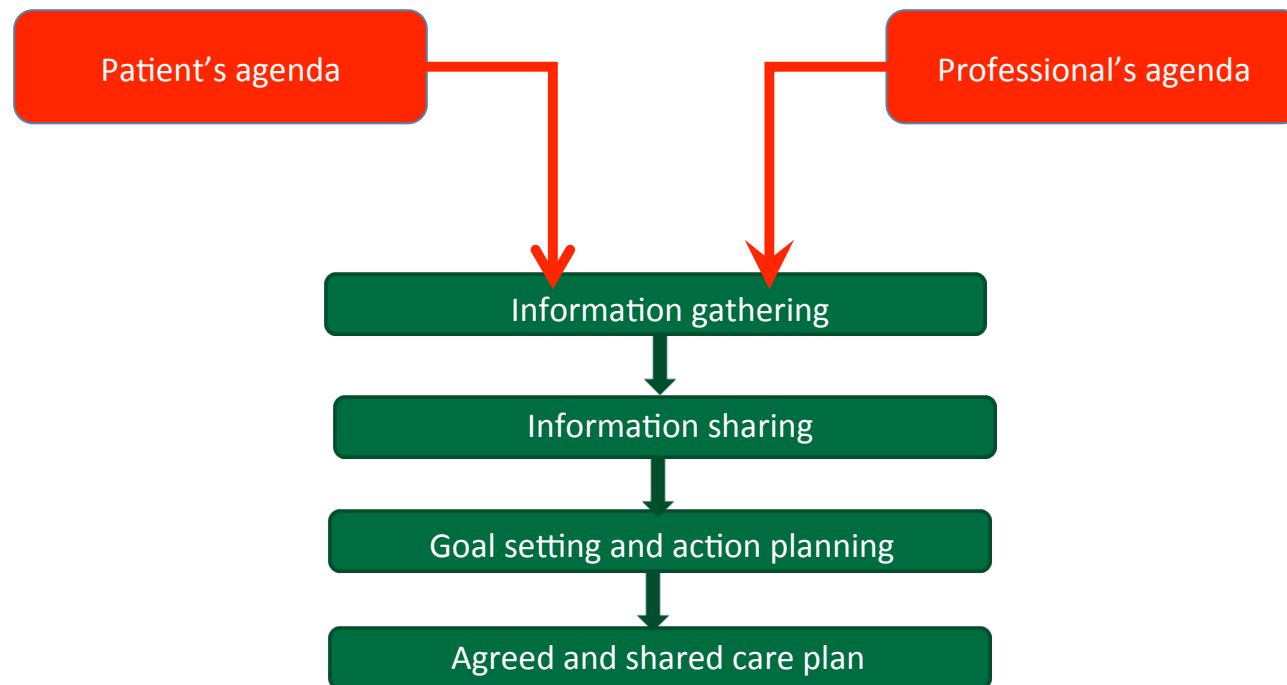 Patient’s agenda
Professional’s agenda
Information gathering
Information sharing
Goal setting and action planning
Agreed and shared care plan